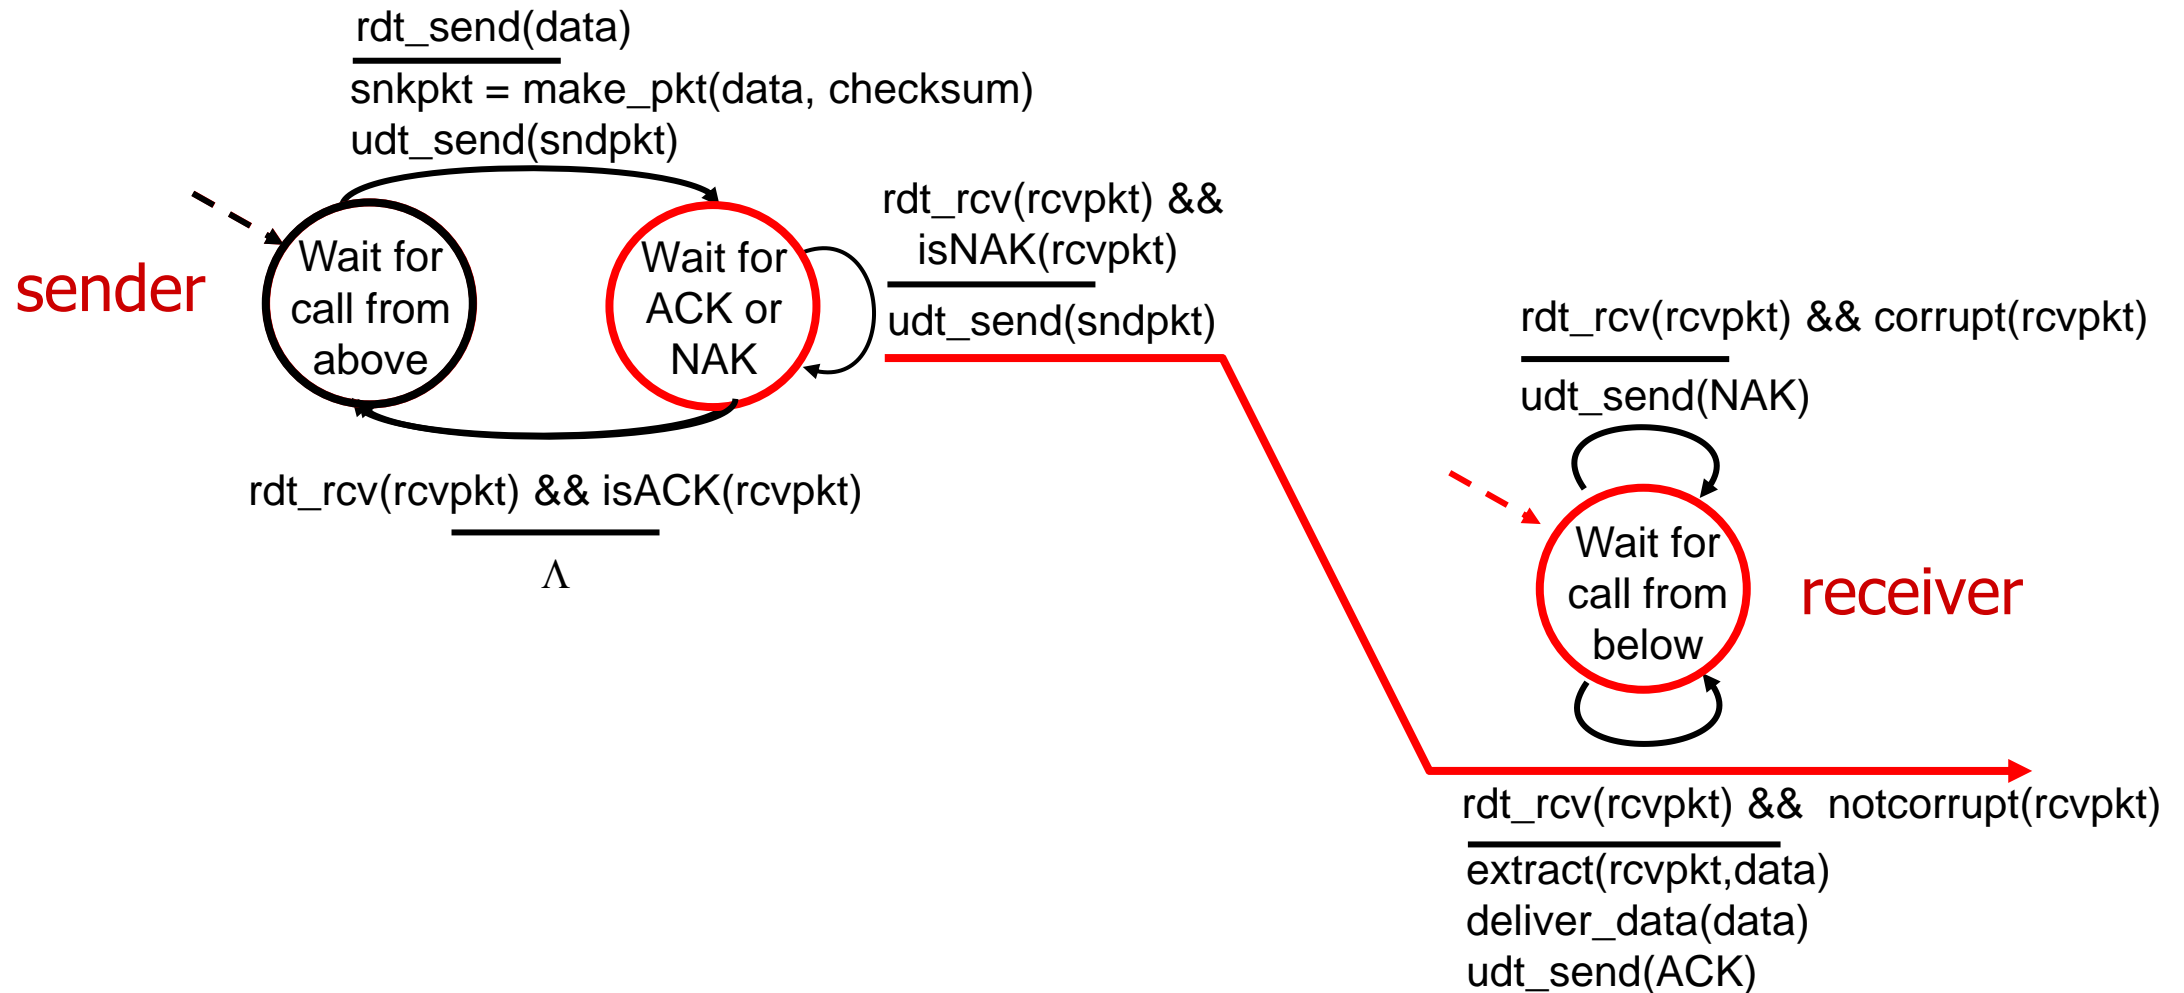 rdt_send(data)
snkpkt = make_pkt(data, checksum)
udt_send(sndpkt)
sender
Wait for
call from
above
Wait for
ACK or
NAK
rdt_rcv(rcvpkt) &&
isNAK(rcvpkt)
udt_send(sndpkt)
rdt_rcv(rcvpkt) && isACK(rcvpkt)
Λ
rdt_rcv(rcvpkt) && corrupt(rcvpkt)
udt_send(NAK)
Wait for
call from
below
receiver
rdt_rcv(rcvpkt) && notcorrupt(rcvpkt)
extract(rcvpkt,data)
deliver_data(data)
udt_send(ACK)